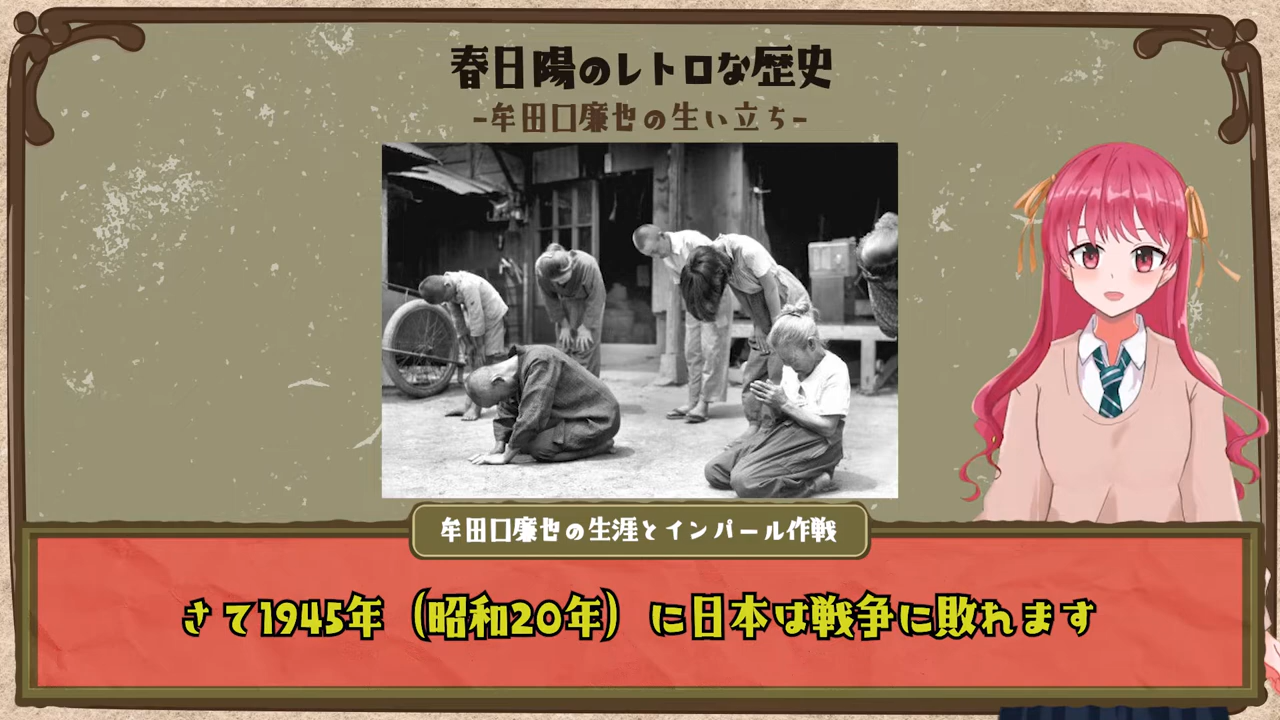 春日陽のレトロな歴史
-牟田口廉也の生い立ち-
牟田口廉也の生涯とインパール作戦
さて1945年（昭和20年）に日本は戦争に敗れます